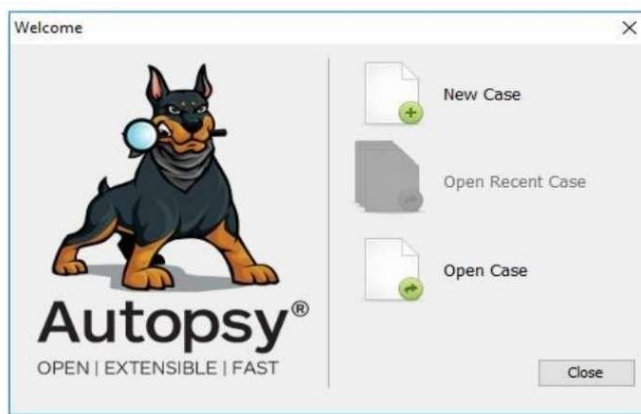 Welcome
New Case
Open Recent Case
Open Case
Autopsy®
OPEN | EXTENSIBLE | FAST
Close